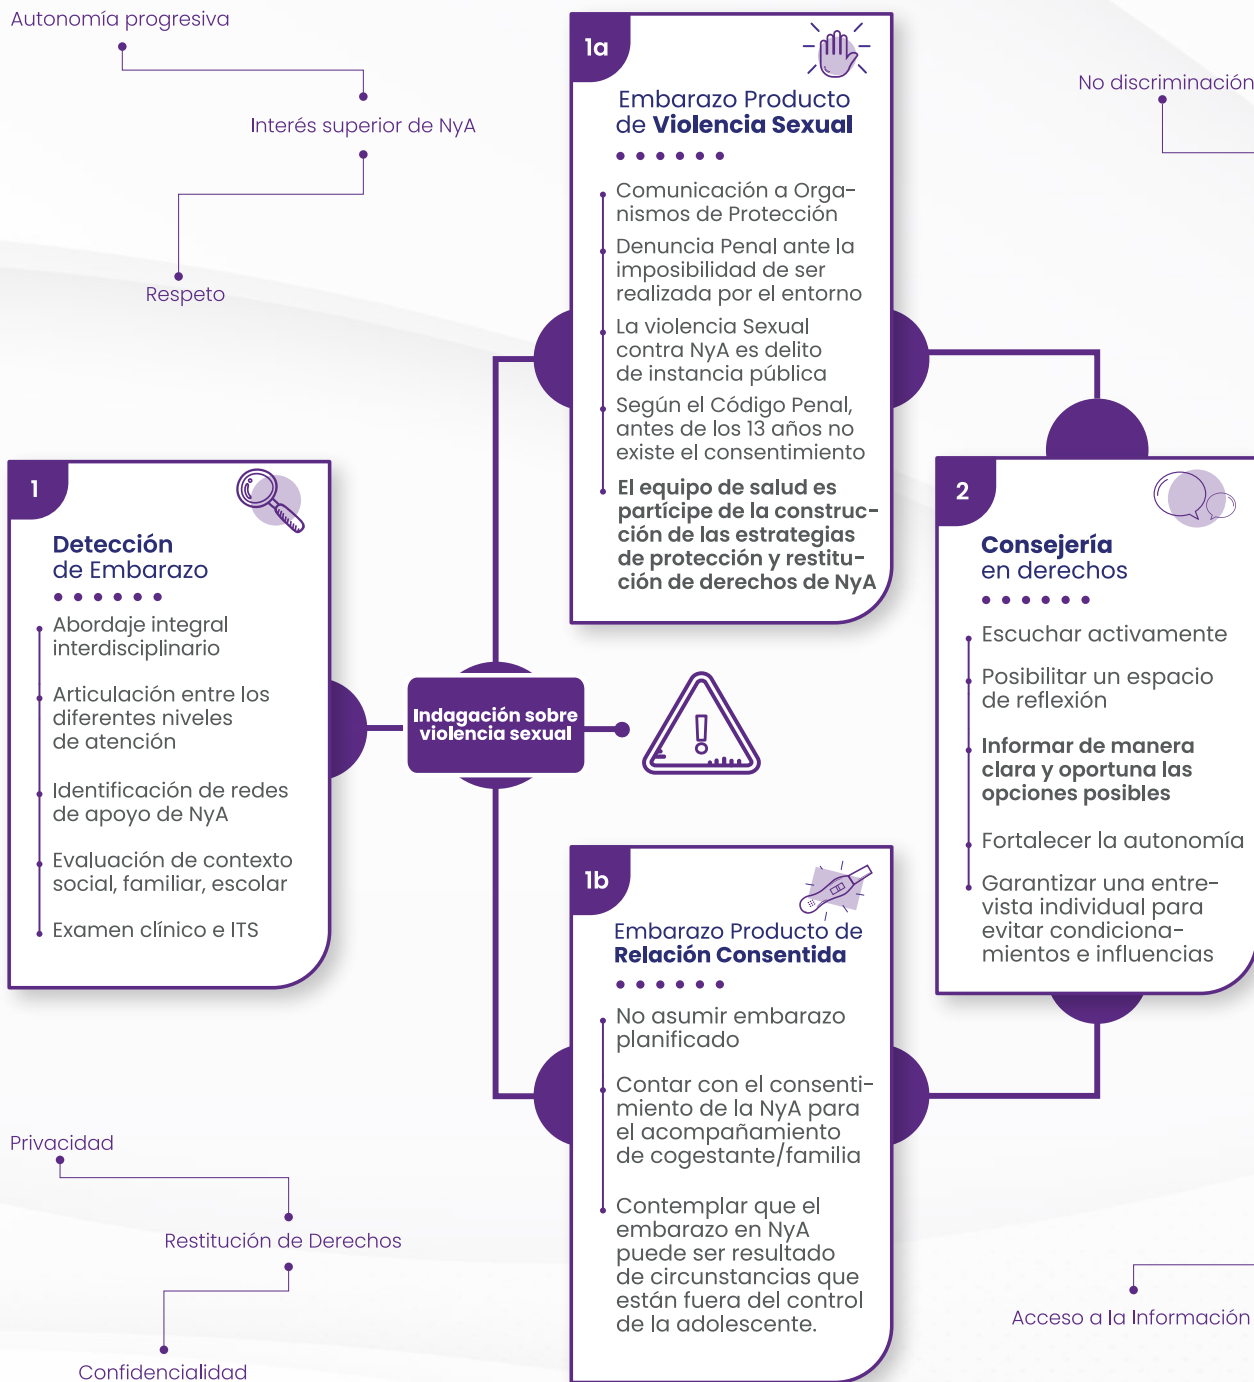 Autonomía progresiva
Interés superior de NyA
Respeto
No discriminación
1
Detección
de Embarazo
Abordaje integral
interdisciplinario
Articulación entre los
diferentes niveles
de atención
Identificación de redes
de apoyo de NyA
Evaluación de contexto
social, familiar, escolar
Examen clínico e ITS
Indagación sobre
violencia sexual
1a
Embarazo Producto
de Violencia Sexual
Comunicación a Orga-
nismos de Protección
Denuncia Penal ante la
imposibilidad de ser
realizada por el entorno
La violencia Sexual
contra NyA es delito
de instancia pública
Según el Código Penal,
antes de los 13 años no
existe el consentimiento
El equipo de salud es
partícipe de la construc-
ción de las estrategias
de protección y restitu-
ción de derechos de NyA
1b
Embarazo Producto de
Relación Consentida
No asumir embarazo
planificado
Contar con el consenti-
miento de la NyA para
el acompañamiento
de cogestante/familia
Contemplar que el
embarazo en NyA
puede ser resultado
de circunstancias que
están fuera del control
de la adolescente.
2
Consejería
en derechos
Escuchar activamente
Posibilitar un espacio
de reflexión
Informar de manera
clara y oportuna las
opciones posibles
Fortalecer la autonomía
Garantizar una entre-
vista individual para
evitar condiciona-
mientos e influencias
Privacidad
Restitución de Derechos
Confidencialidad
Acceso a la Información